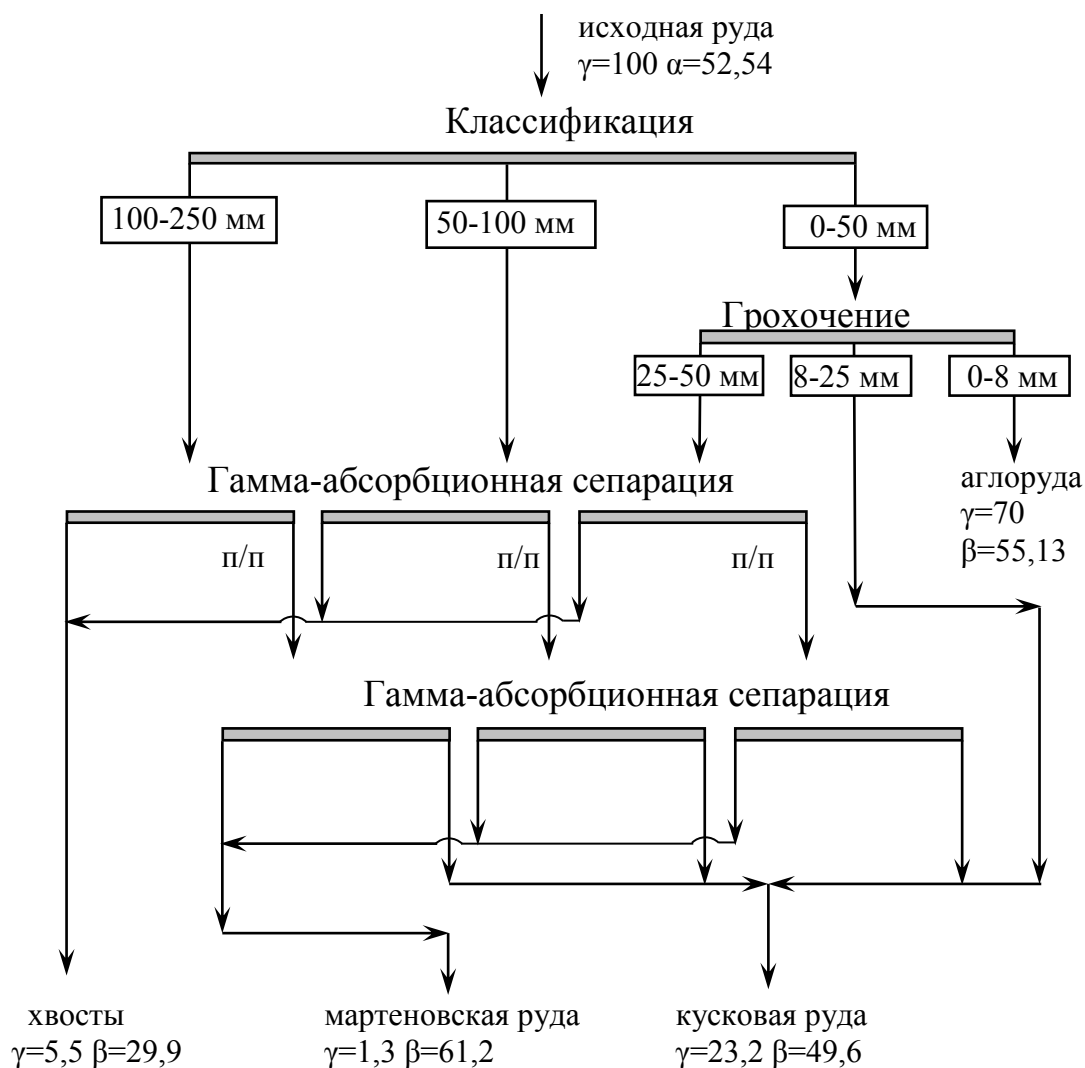 исходная руда
γ=100 α=52,54
Классификация
100-250 мм
50-100 мм
0-50 мм
Грохочение
25-50 мм
8-25 мм
0-8 мм
Гамма-абсорбционная сепарация
аглоруда
γ=70
β=55,13
п/п
п/п
п/п
Гамма-абсорбционная сепарация
хвосты
γ=5,5 β=29,9
мартеновская руда
γ=1,3 β=61,2
кусковая руда
γ=23,2 β=49,6